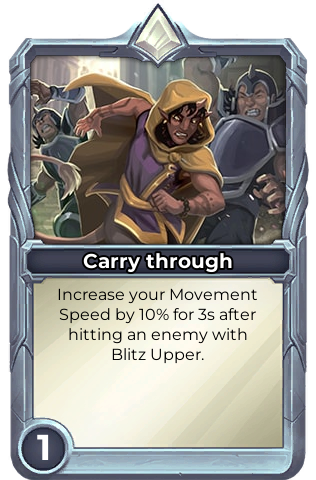 Carry through
Increase your Movement
Speed by 10% for 3s after
hitting an enemy with
Blitz Upper.
1